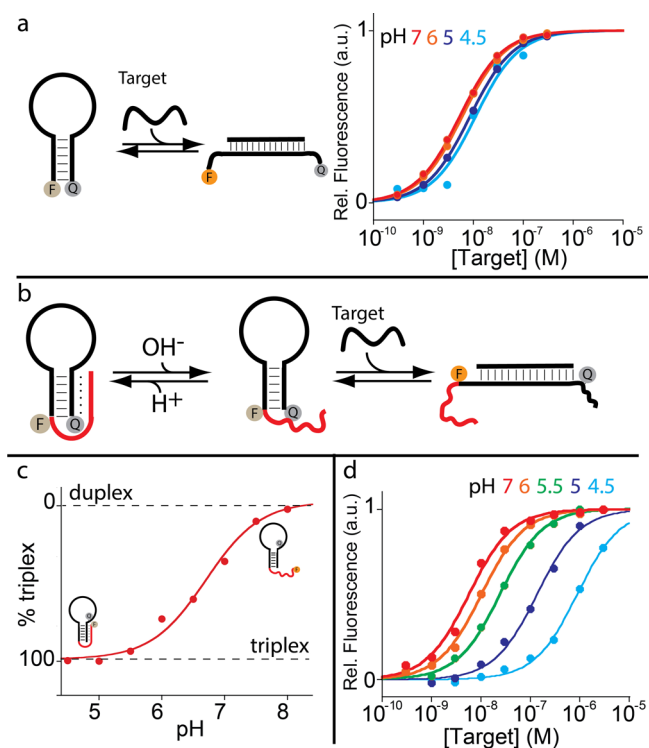 a
Target
F Q
F
Q
Rel. Fluorescence (a.u.)
1
0
pH 7 6 5 4.5
10⁻¹⁰ 10⁻⁹ 10⁻⁸ 10⁻⁷ 10⁻⁶ 10⁻⁵
[Target] (M)
b
OH⁻
H⁺
Target
F Q
F Q
F Q
c
duplex
triplex
% triplex
0
100
5 6 7 8
pH
Q
F
Q
F
d
pH 7 6 5.5 5 4.5
Rel. Fluorescence (a.u.)
1
0
10⁻¹⁰ 10⁻⁹ 10⁻⁸ 10⁻⁷ 10⁻⁶ 10⁻⁵
[Target] (M)